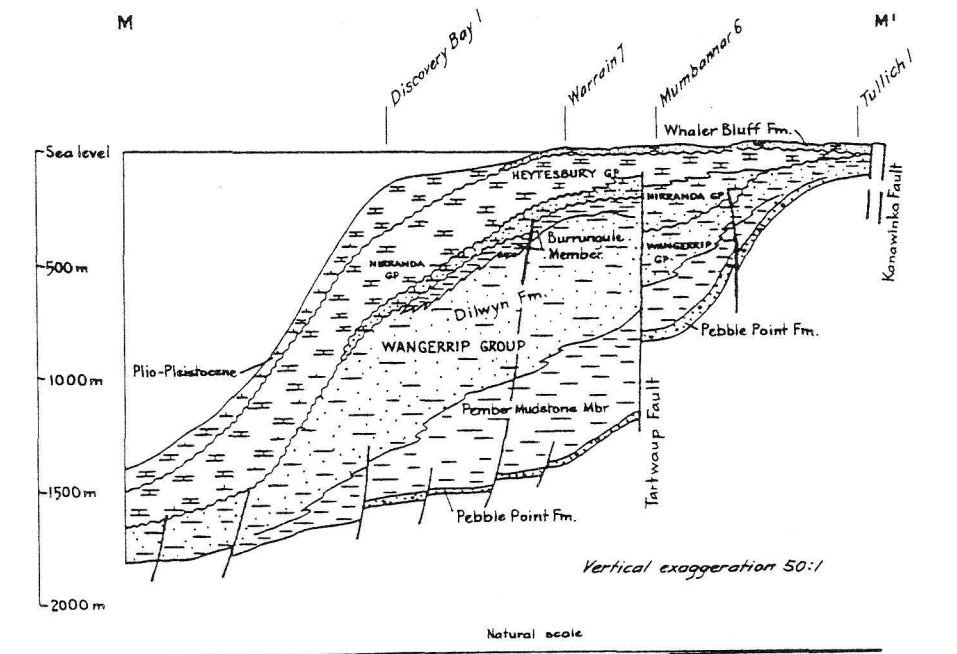 M
M'
Discovery Bay 1
Warrain 7
Mumbannar 6
Tullich 1
Whaler Bluff Fm.
Sea level
HEYTESBURY GP
NIRRANDA GP
Kanawinka Fault
Burrungule
Member
WANGERRIP
GP
500m
NIRRANDA
GP
Dilwyn Fm.
Pebble Point Fm.
WANGERRIP GROUP
Plio-Pleistocene
1000m
Pember Mudstone Mbr
Tartwaup Fault
1500m
Pebble Point Fm.
Vertical exaggeration 50:1
2000m
Natural scale